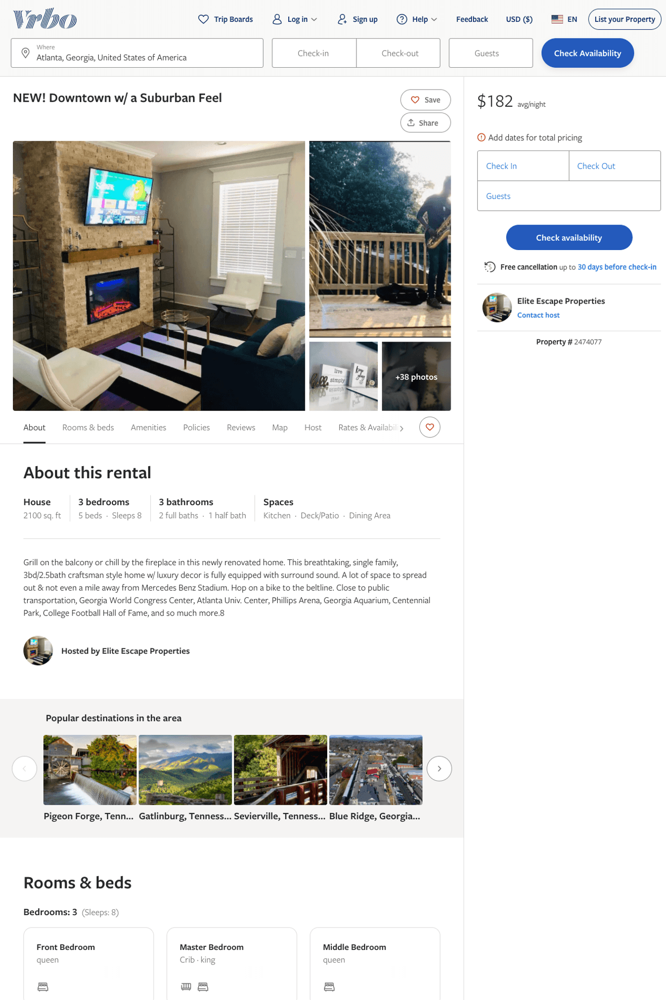 Vrbo
Trip Boards
Log in
Sign up
Help
Feedback
USD ($)
EN
List your Property
Where
Atlanta, Georgia, United States of America
Check-in
Check-out
Guests
Check Availability
NEW! Downtown w/ a Suburban Feel
Save
Share
live
simply
+38 photos
$182 avg/night
Add dates for total pricing
Check In
Check Out
Guests
Check availability
Free cancellation up to 30 days before check-in
Elite Escape Properties
Contact host
Property # 2474077
About
Rooms & beds
Amenities
Policies
Reviews
Map
Host
Rates & Availabili
About this rental
House
2100 sq. ft
3 bedrooms
5 beds · Sleeps 8
3 bathrooms
2 full baths · 1 half bath
Spaces
Kitchen · Deck/Patio · Dining Area
Grill on the balcony or chill by the fireplace in this newly renovated home. This breathtaking, single family,
3bd/2.5bath craftsman style home w/ luxury decor is fully equipped with surround sound. A lot of space to spread
out & not even a mile away from Mercedes Benz Stadium. Hop on a bike to the beltline. Close to public
transportation, Georgia World Congress Center, Atlanta Univ. Center, Phillips Arena, Georgia Aquarium, Centennial
Park, College Football Hall of Fame, and so much more.8
Hosted by Elite Escape Properties
Popular destinations in the area
Pigeon Forge, Tenn...
Gatlinburg, Tenness...
Sevierville, Tenness...
Blue Ridge, Georgia...
Rooms & beds
Bedrooms: 3 (Sleeps: 8)
Front Bedroom
queen
Master Bedroom
Crib · king
Middle Bedroom
queen